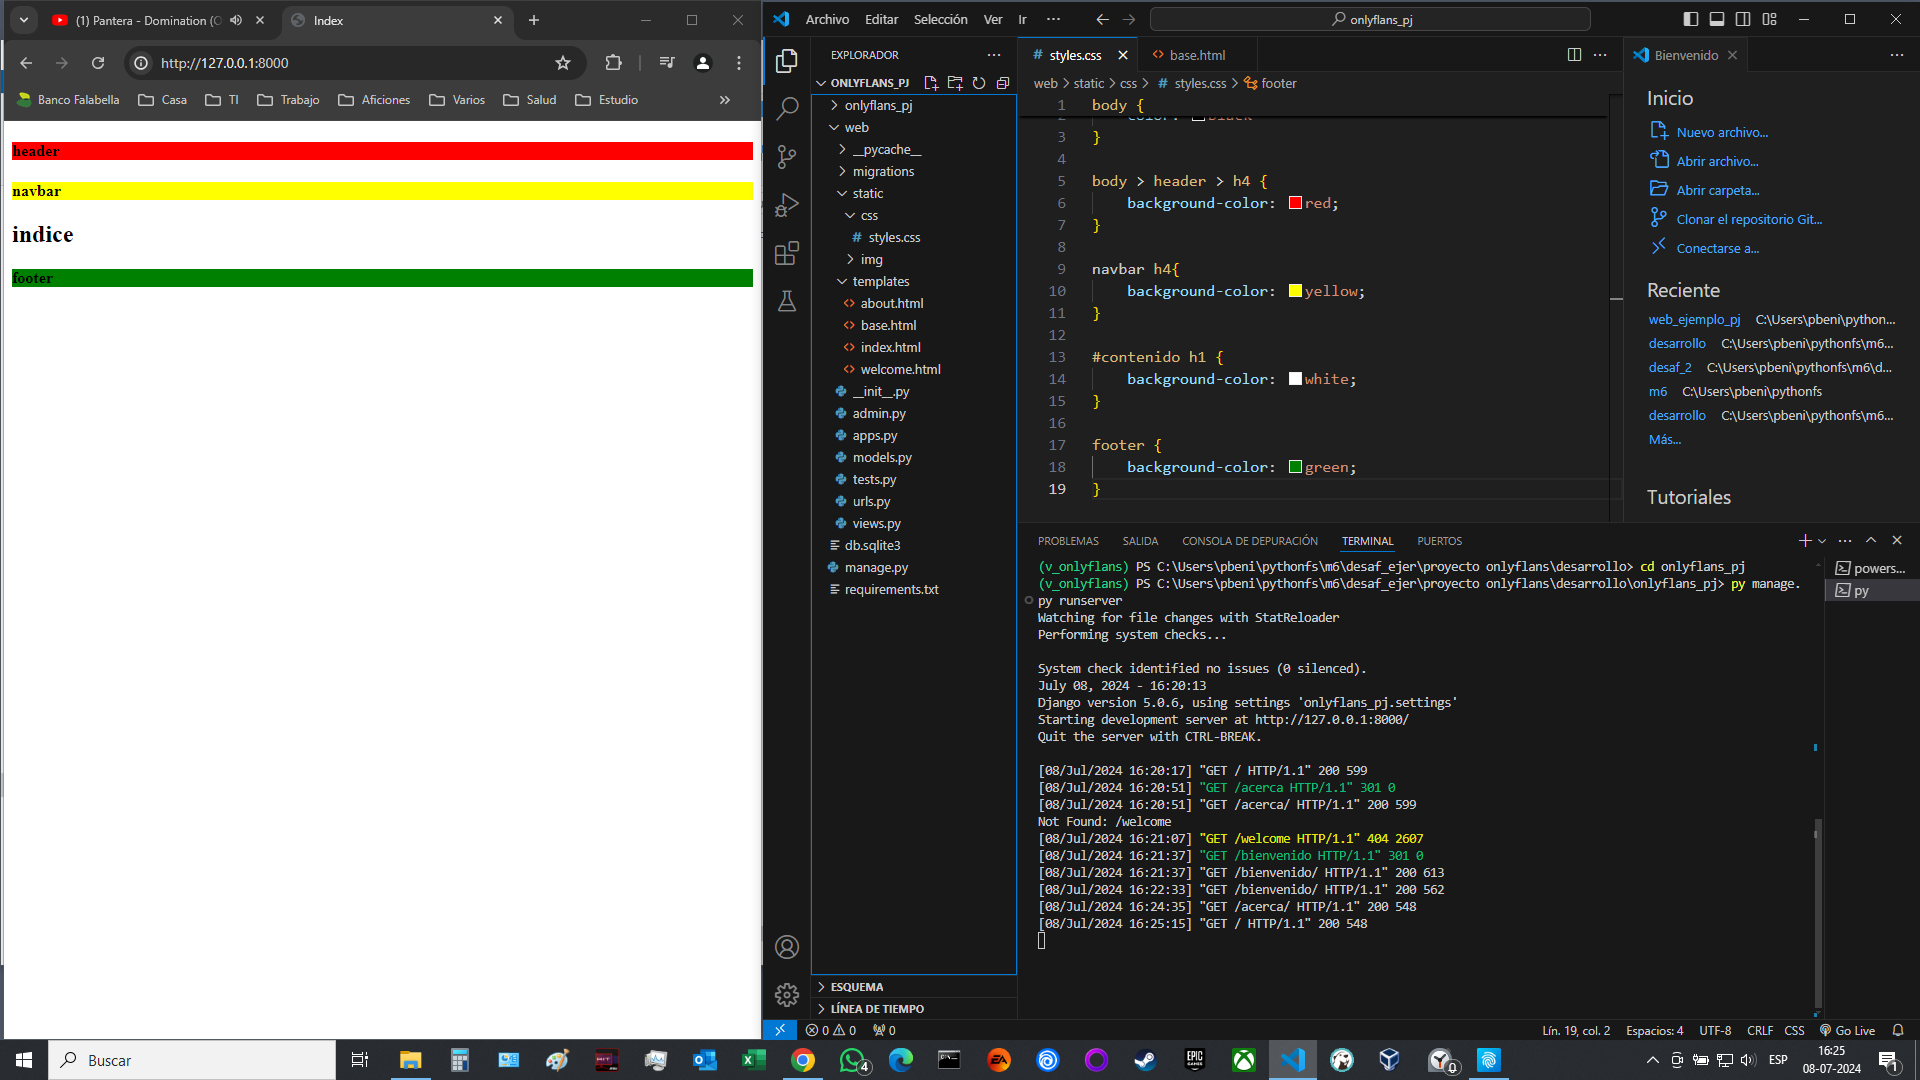 (1) Pantera - Domination (O
Index
http://127.0.0.1:8000
Banco Falabella
Casa
TI
Trabajo
Aficiones
Varios
Salud
Estudio
header
navbar
indice
footer
Archivo
Editar
Selección
Ver
Ir
onlyflans_pj
EXPLORADOR
ONLYFLANS_PJ
onlyflans_pj
web
__pycache__
migrations
static
css
# styles.css
img
templates
<> about.html
<> base.html
<> index.html
<> welcome.html
__init__.py
admin.py
apps.py
models.py
tests.py
urls.py
views.py
db.sqlite3
manage.py
requirements.txt
ESQUEMA
LÍNEA DE TIEMPO
# styles.css
<> base.html
web > static > css > # styles.css > footer
1 body {
2 color: black
3 }
4
5 body > header > h4 {
6 background-color: red;
7 }
8
9 navbar h4{
10 background-color: yellow;
11 }
12
13 #contenido h1 {
14 background-color: white;
15 }
16
17 footer {
18 background-color: green;
19 }
Bienvenido
Inicio
Nuevo archivo...
Abrir archivo...
Abrir carpeta...
Clonar el repositorio Git...
Conectarse a...
Reciente
web_ejemplo_pj C:\Users\pbeni\python...
desarrollo C:\Users\pbeni\pythonfs\m6...
desaf_2 C:\Users\pbeni\pythonfs\m6\d...
m6 C:\Users\pbeni\pythonfs
desarrollo C:\Users\pbeni\pythonfs\m6...
Más...
Tutoriales
PROBLEMAS
SALIDA
CONSOLA DE DEPURACIÓN
TERMINAL
PUERTOS
(v_onlyflans) PS C:\Users\pbeni\pythonfs\m6\desaf_ejer\proyecto onlyflans\desarrollo> cd onlyflans_pj
(v_onlyflans) PS C:\Users\pbeni\pythonfs\m6\desaf_ejer\proyecto onlyflans\desarrollo\onlyflans_pj> py manage.
py runserver
Watching for file changes with StatReloader
Performing system checks...
System check identified no issues (0 silenced).
July 08, 2024 - 16:20:13
Django version 5.0.6, using settings 'onlyflans_pj.settings'
Starting development server at http://127.0.0.1:8000/
Quit the server with CTRL-BREAK.
[08/Jul/2024 16:20:17] "GET / HTTP/1.1" 200 599
[08/Jul/2024 16:20:51] "GET /acerca HTTP/1.1" 301 0
[08/Jul/2024 16:20:51] "GET /acerca/ HTTP/1.1" 200 599
Not Found: /welcome
[08/Jul/2024 16:21:07] "GET /welcome HTTP/1.1" 404 2607
[08/Jul/2024 16:21:37] "GET /bienvenido HTTP/1.1" 301 0
[08/Jul/2024 16:21:37] "GET /bienvenido/ HTTP/1.1" 200 613
[08/Jul/2024 16:22:33] "GET /bienvenido/ HTTP/1.1" 200 562
[08/Jul/2024 16:24:35] "GET /acerca/ HTTP/1.1" 200 548
[08/Jul/2024 16:25:15] "GET / HTTP/1.1" 200 548
powers...
py
0 0
0
Lín. 19, col. 2
Espacios: 4
UTF-8
CRLF
CSS
Go Live
Buscar
4
EA
EPIC GAMES
0
ESP
16:25
08-07-2024
1